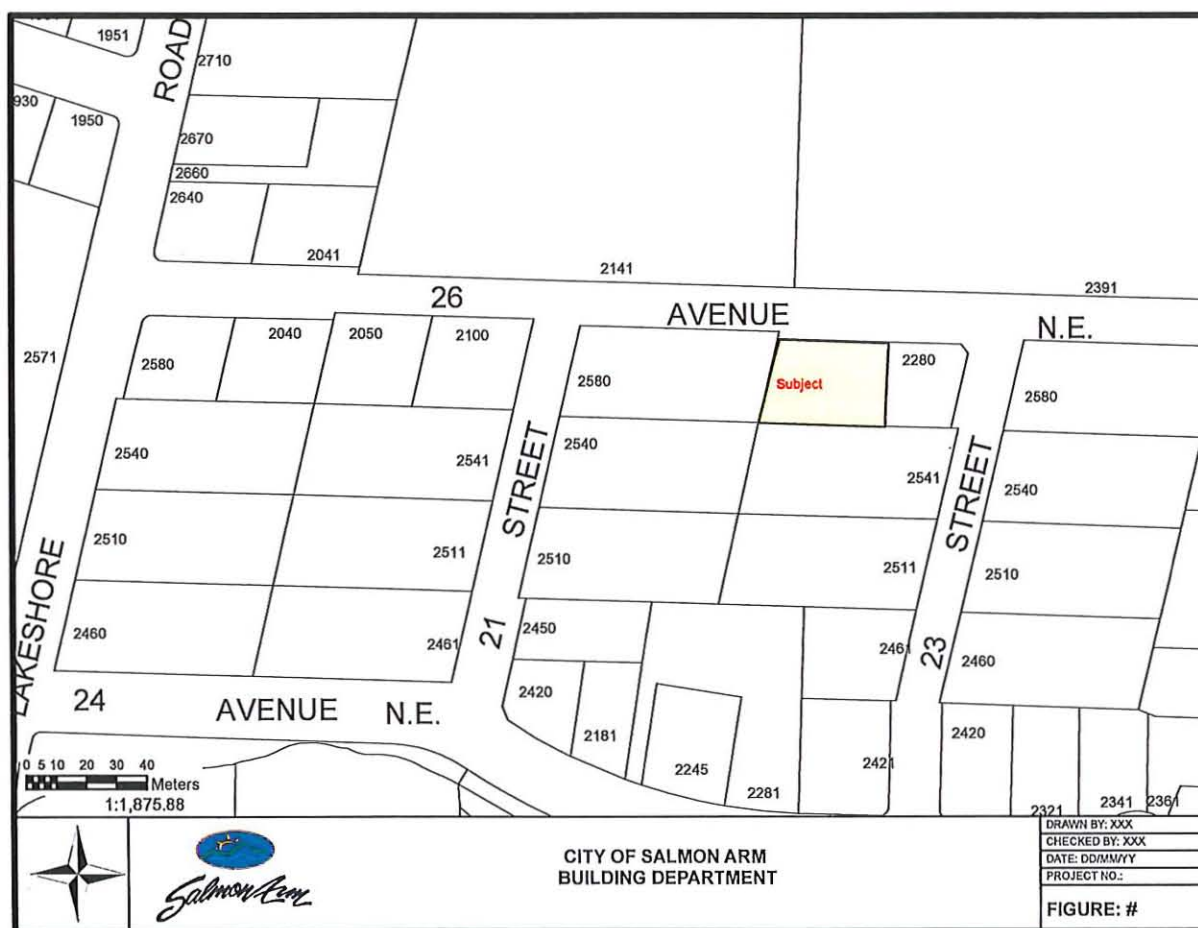 1951
ROAD
2710
930
1950
2670
2660
2640
2041
2141
2391
26
AVENUE
N.E.
2571
2580
2040
2050
2100
2580
Subject
2280
2580
2540
2541
STREET
2540
2541
STREET
2540
2510
2511
2510
2511
2510
LAKESHORE
2460
2461
21
2450
2461
23
2460
24
AVENUE N.E.
2420
2181
2245
2281
2421
2420
2321
2341
2361
0 5 10 20 30 40
Meters
1:1,875.88
Salmon Arm
CITY OF SALMON ARM
BUILDING DEPARTMENT
DRAWN BY: XXX
CHECKED BY: XXX
DATE: DD/MM/YY
PROJECT NO.:
FIGURE: #